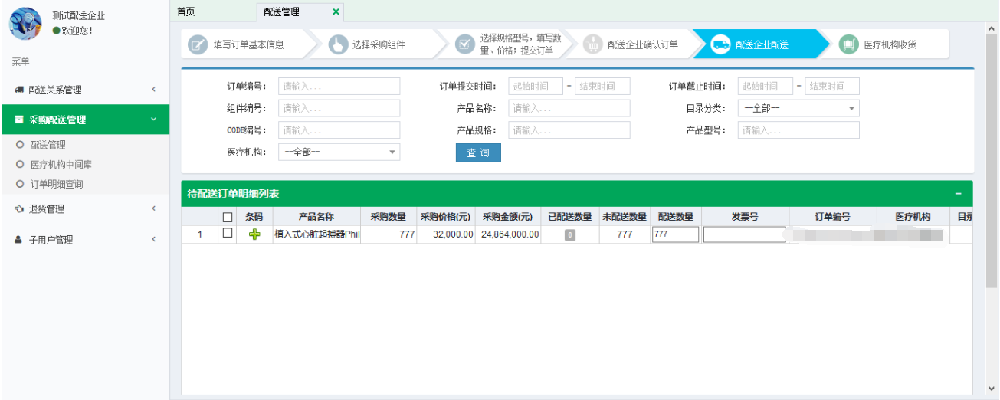 测试配送企业
欢迎您!
菜单
配送关系管理
采购配送管理
配送管理
医疗机构中间库
订单明细查询
退货管理
子用户管理
首页 配送管理
填写订单基本信息
选择采购组件
选择规格型号,填写数
量、价格;提交订单
配送企业确认订单
配送企业配送
医疗机构收货
订单编号: 请输入... 订单提交时间: 起始时间 - 结束时间 订单截止时间: 起始时间 - 结束时间
组件编号: 请输入... 产品名称: 请输入... 目录分类: --全部--
CODE编号: 请输入... 产品规格: 请输入... 产品型号: 请输入...
医疗机构: --全部-- 查 询
待配送订单明细列表
条码 产品名称 采购数量 采购价格(元) 采购金额(元) 已配送数量 未配送数量 配送数量 发票号 订单编号 医疗机构 目录
1 植入式心脏起搏器Phil 777 32,000.00 24,864,000.00 0 777 777